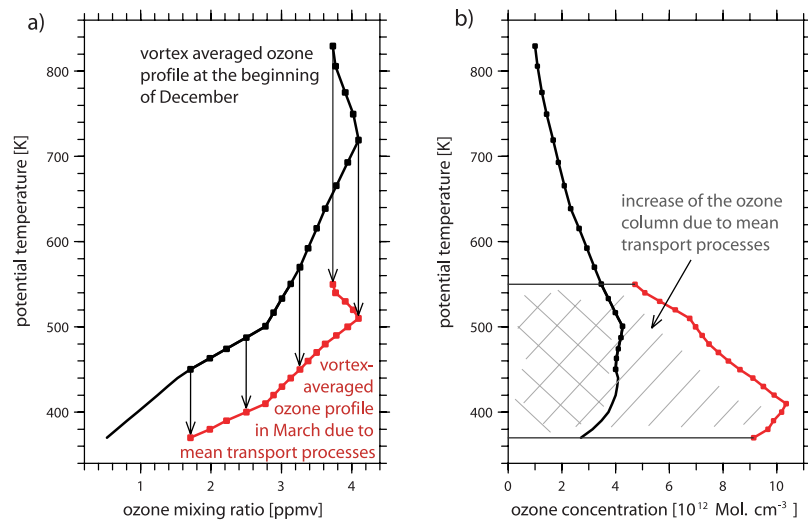 a)
vortex averaged ozone
profile at the beginning
of December
800
700
600
500
400
potential temperature [K]
vortex-
averaged
ozone profile
in March due to
mean transport processes
1 2 3 4
ozone mixing ratio [ppmv]
b)
800
700
600
500
400
potential temperature [K]
increase of the ozone
column due to mean
transport processes
0 2 4 6 8 10
ozone concentration [10¹² Mol. cm⁻³]